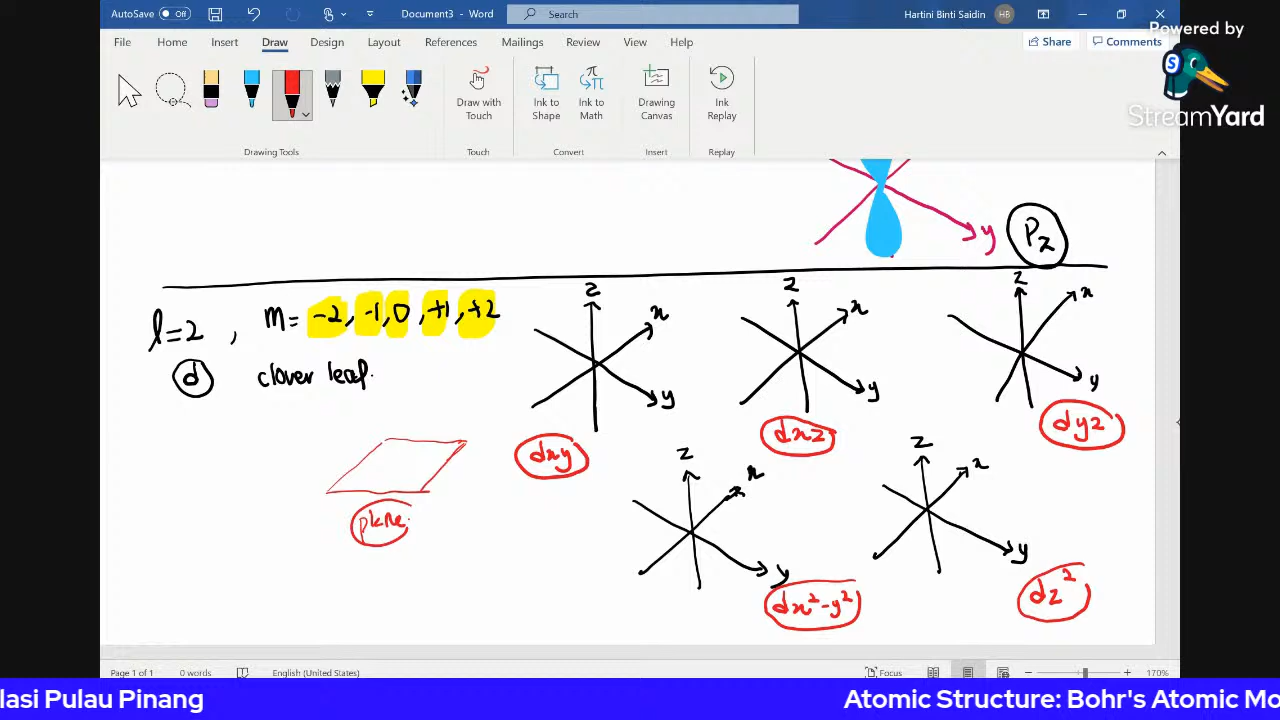 AutoSave Off
Document3 - Word
Search
Hartini Binti Saidin HB
Powered by
StreamYard
File Home Insert Draw Design Layout References Mailings Review View Help
Share Comments
Draw with Touch
Ink to Shape
Ink to Math
Drawing Canvas
Ink Replay
Drawing Tools Touch Convert Insert Replay
y Pz
l=2 , m= -2, -1, 0, +1, +2
d clover leaf.
z x y
dxy
z x y
dxz
z x y
dyz
plane.
z x y
dx²-y²
z x y
dz²
Page 1 of 1 0 words English (United States) Focus 170%
lasi Pulau Pinang Atomic Structure: Bohr's Atomic Mo